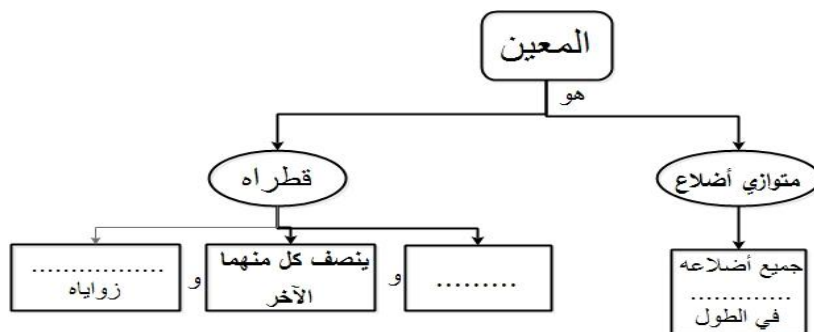 المعين
هو
متوازي أضلاع
قطراه
جميع أضلاعه
.............
في الطول
.........
و
ينصف كل منهما
الآخر
و
.................
زواياه